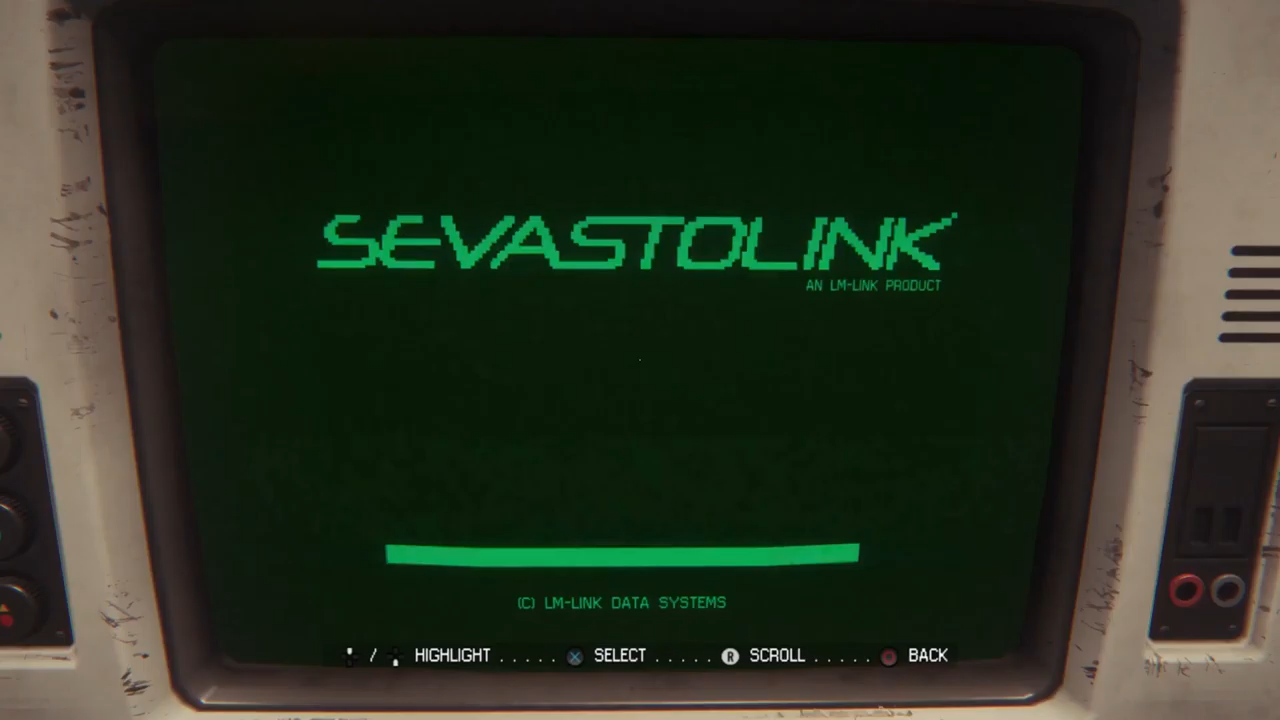 SEVASTOLINK
AN LM-LINK PRODUCT
(C) LM-LINK DATA SYSTEMS
/ HIGHLIGHT ..... SELECT ..... R SCROLL ..... BACK